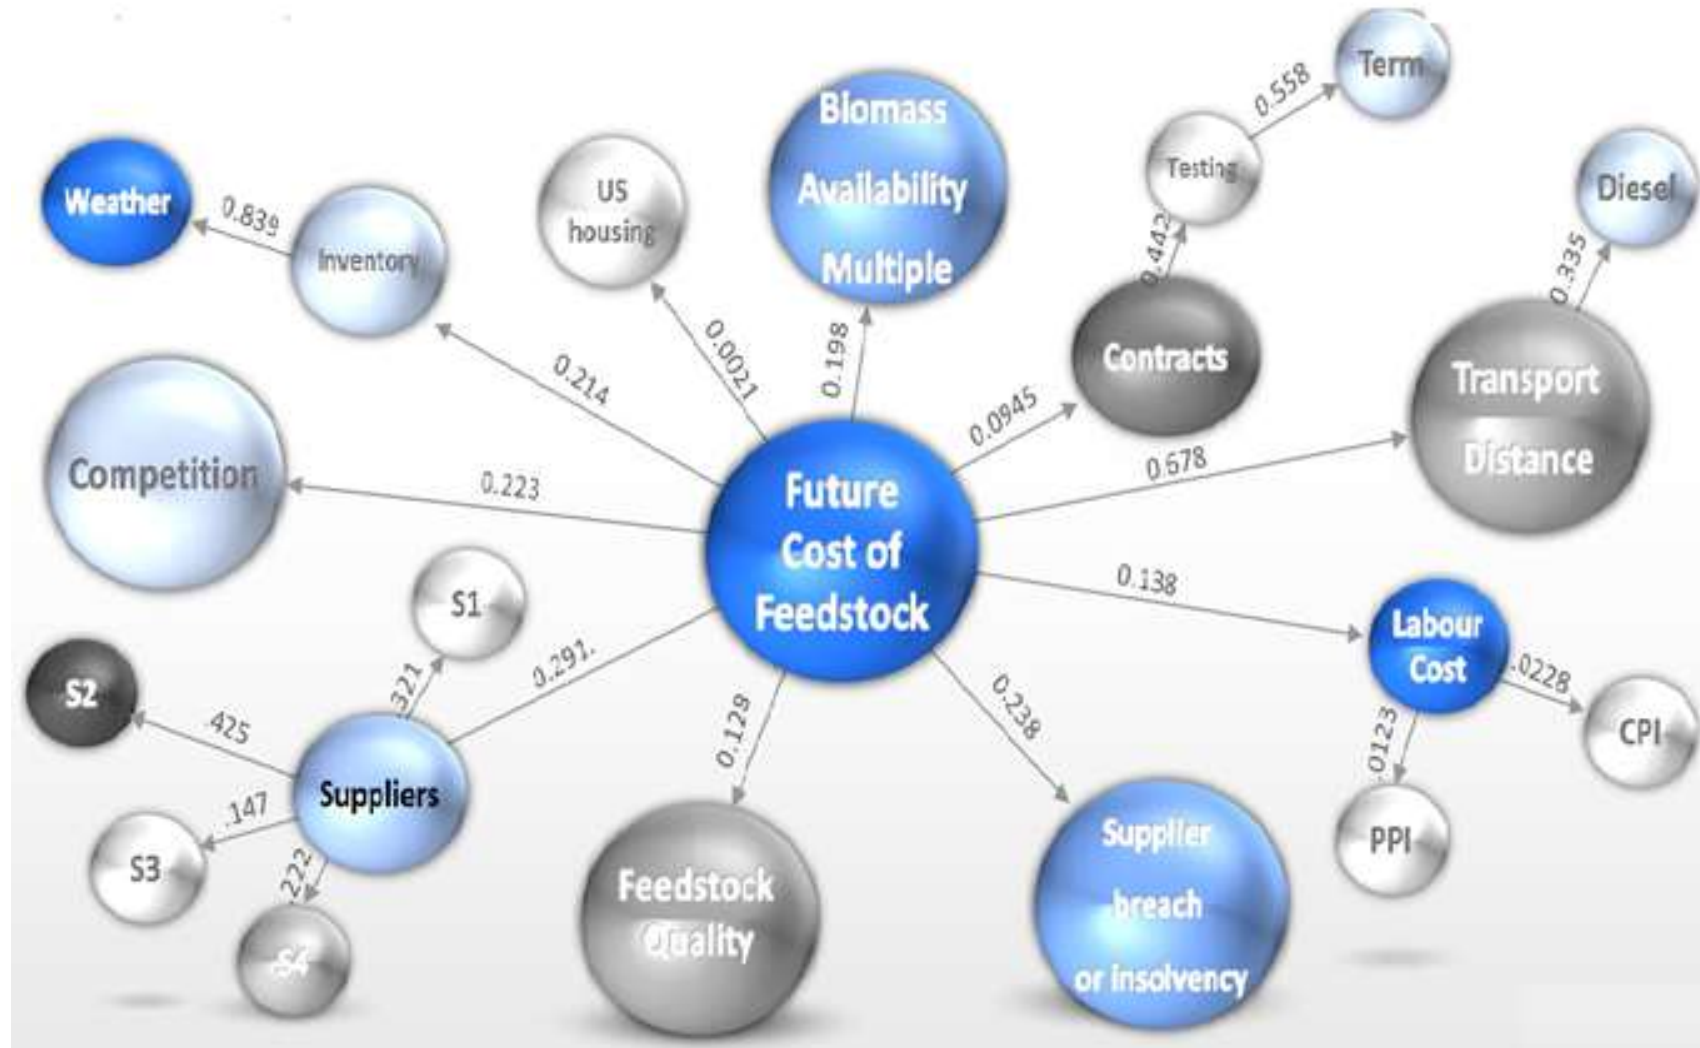 Term
0.558
Biomass
Availability
Multiple
Testing
Diesel
Weather
0.839
US
housing
Inventory
0.442
0.335
0.0021
0.198
Contracts
0.214
0.0945
Transport
Distance
0.678
Competition
0.223
Future
Cost of
Feedstock
0.138
S1
Labour
Cost
.0228
S2
.321
0.291.
.425
0.129
0.238
.0123
CPI
Suppliers
.147
S3
.222
S4
Feedstock
Quality
Supplier
breach
or insolvency
PPI